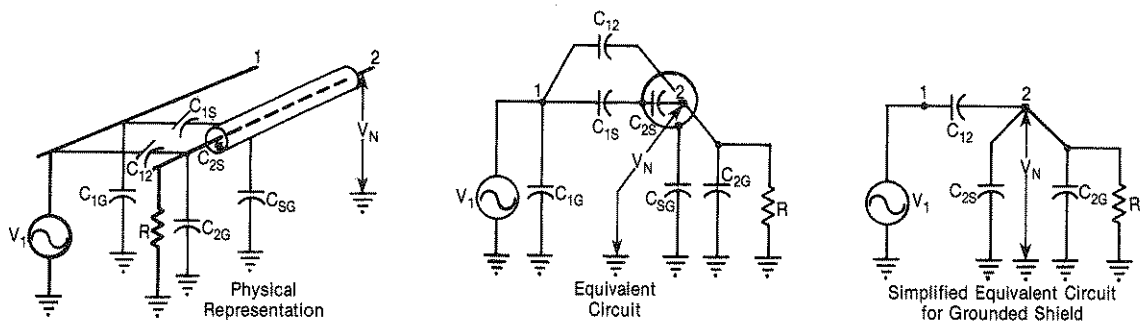 1
2
C1S
C12
C2S
VN
C1G
CSG
V1
R
C2G
Physical
Representation
C12
1
2
C1S
C2S
VN
V1
C1G
CSG
C2G
R
Equivalent
Circuit
1
2
C12
VN
V1
C2S
C2G
R
Simplified Equivalent Circuit
for Grounded Shield